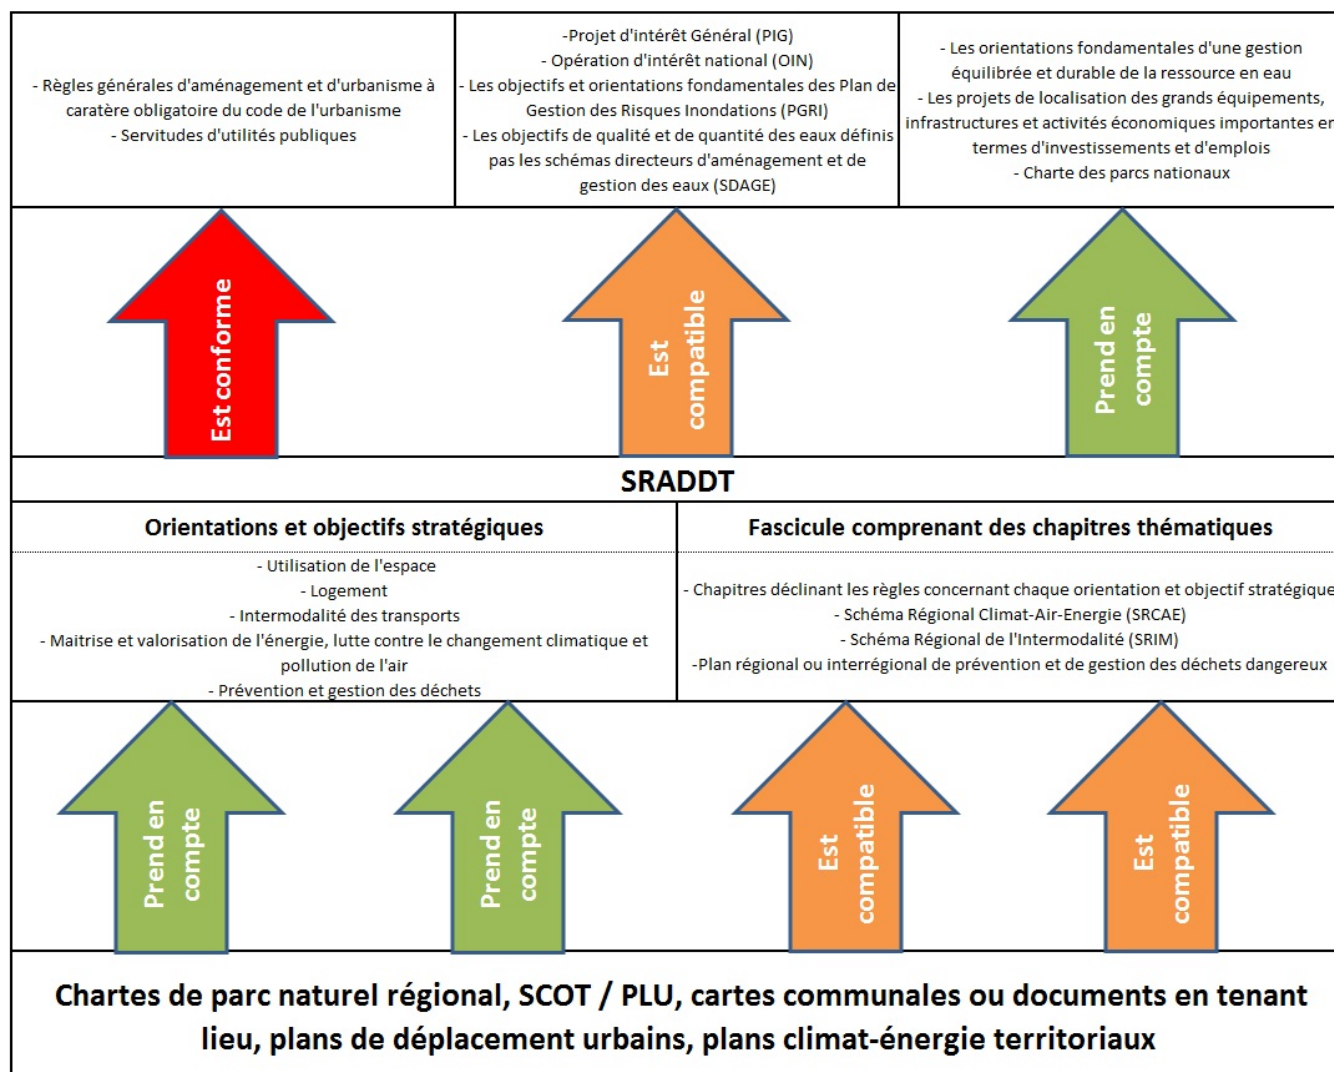 - Règles générales d'aménagement et d'urbanisme à
caratère obligatoire du code de l'urbanisme
- Servitudes d'utilités publiques
-Projet d'intérêt Général (PIG)
- Opération d'intérêt national (OIN)
- Les objectifs et orientations fondamentales des Plan de
Gestion des Risques Inondations (PGRI)
- Les objectifs de qualité et de quantité des eaux définis
pas les schémas directeurs d'aménagement et de
gestion des eaux (SDAGE)
- Les orientations fondamentales d'une gestion
équilibrée et durable de la ressource en eau
- Les projets de localisation des grands équipements,
infrastructures et activités économiques importantes en
termes d'investissements et d'emplois
- Charte des parcs nationaux
Est conforme
Est
compatible
Prend en
compte
SRADDT
Orientations et objectifs stratégiques
- Utilisation de l'espace
- Logement
- Intermodalité des transports
- Maitrise et valorisation de l'énergie, lutte contre le changement climatique et
pollution de l'air
- Prévention et gestion des déchets
Fascicule comprenant des chapitres thématiques
- Chapitres déclinant les règles concernant chaque orientation et objectif stratégique
- Schéma Régional Climat-Air-Energie (SRCAE)
- Schéma Régional de l'Intermodalité (SRIM)
-Plan régional ou interrégional de prévention et de gestion des déchets dangereux
Prend en
compte
Prend en
compte
Est
compatible
Est
compatible
Chartes de parc naturel régional, SCOT / PLU, cartes communales ou documents en tenant
lieu, plans de déplacement urbains, plans climat-énergie territoriaux